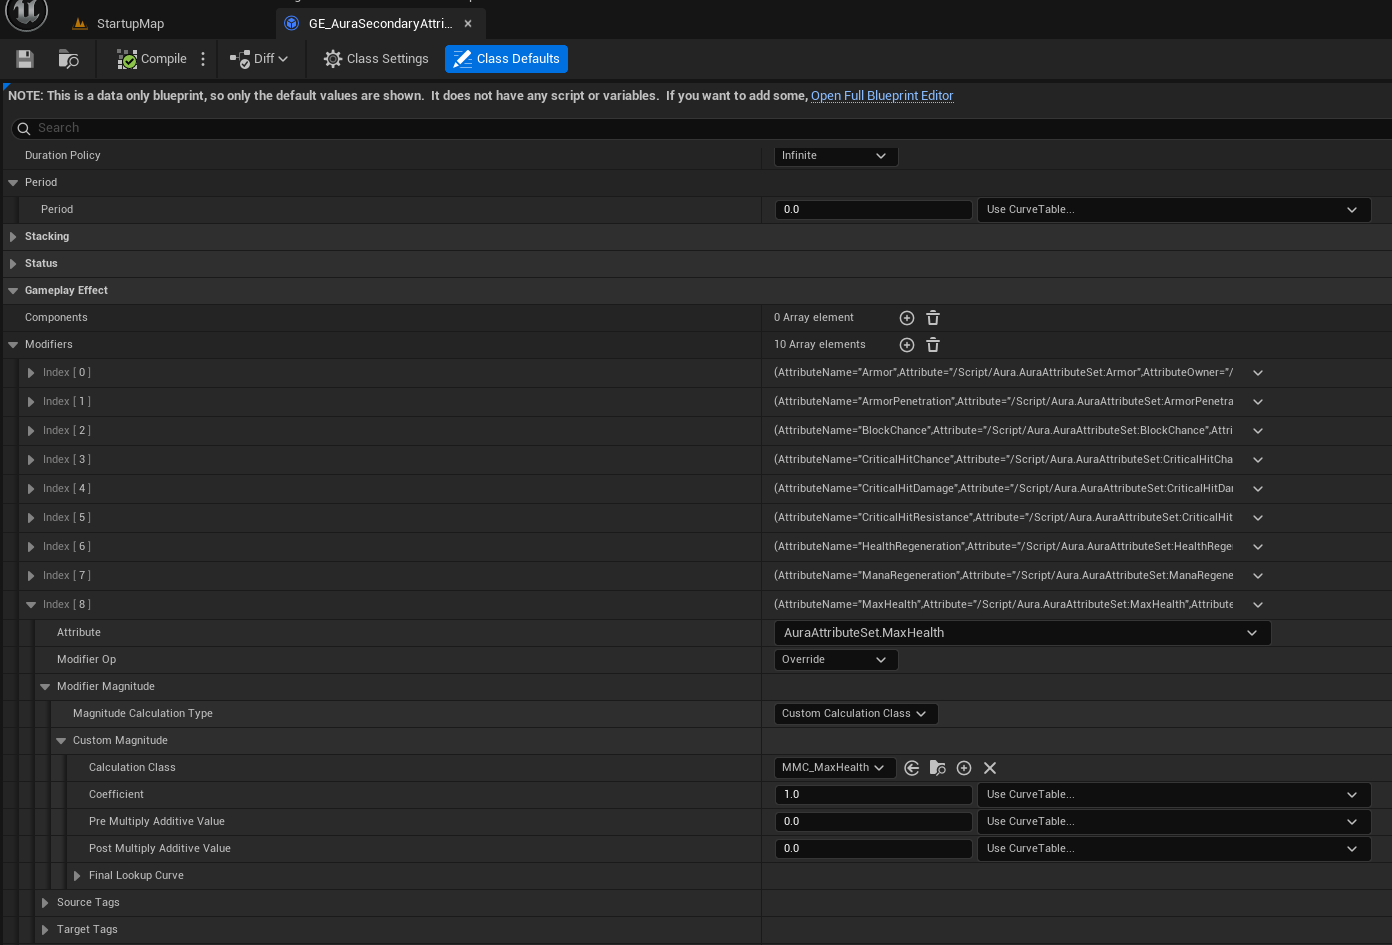 StartupMap
GE_AuraSecondaryAttri...
Compile
Diff
Class Settings
Class Defaults
NOTE: This is a data only blueprint, so only the default values are shown.  It does not have any script or variables.  If you want to add some, Open Full Blueprint Editor
Search
Duration Policy Infinite
Period
Period 0.0 Use CurveTable...
Stacking
Status
Gameplay Effect
Components 0 Array element
Modifiers 10 Array elements
Index [ 0 ] (AttributeName="Armor",Attribute="/Script/Aura.AuraAttributeSet:Armor",AttributeOwner="/
Index [ 1 ] (AttributeName="ArmorPenetration",Attribute="/Script/Aura.AuraAttributeSet:ArmorPenetra
Index [ 2 ] (AttributeName="BlockChance",Attribute="/Script/Aura.AuraAttributeSet:BlockChance",Attri
Index [ 3 ] (AttributeName="CriticalHitChance",Attribute="/Script/Aura.AuraAttributeSet:CriticalHitCha
Index [ 4 ] (AttributeName="CriticalHitDamage",Attribute="/Script/Aura.AuraAttributeSet:CriticalHitDa
Index [ 5 ] (AttributeName="CriticalHitResistance",Attribute="/Script/Aura.AuraAttributeSet:CriticalHit
Index [ 6 ] (AttributeName="HealthRegeneration",Attribute="/Script/Aura.AuraAttributeSet:HealthRege
Index [ 7 ] (AttributeName="ManaRegeneration",Attribute="/Script/Aura.AuraAttributeSet:ManaRegene
Index [ 8 ] (AttributeName="MaxHealth",Attribute="/Script/Aura.AuraAttributeSet:MaxHealth",Attribute
Attribute AuraAttributeSet.MaxHealth
Modifier Op Override
Modifier Magnitude
Magnitude Calculation Type Custom Calculation Class
Custom Magnitude
Calculation Class MMC_MaxHealth
Coefficient 1.0 Use CurveTable...
Pre Multiply Additive Value 0.0 Use CurveTable...
Post Multiply Additive Value 0.0 Use CurveTable...
Final Lookup Curve
Source Tags
Target Tags